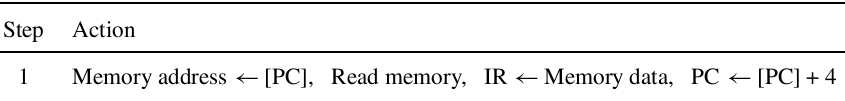 Step Action
1 Memory address ← [PC], Read memory, IR ← Memory data, PC ← [PC] + 4